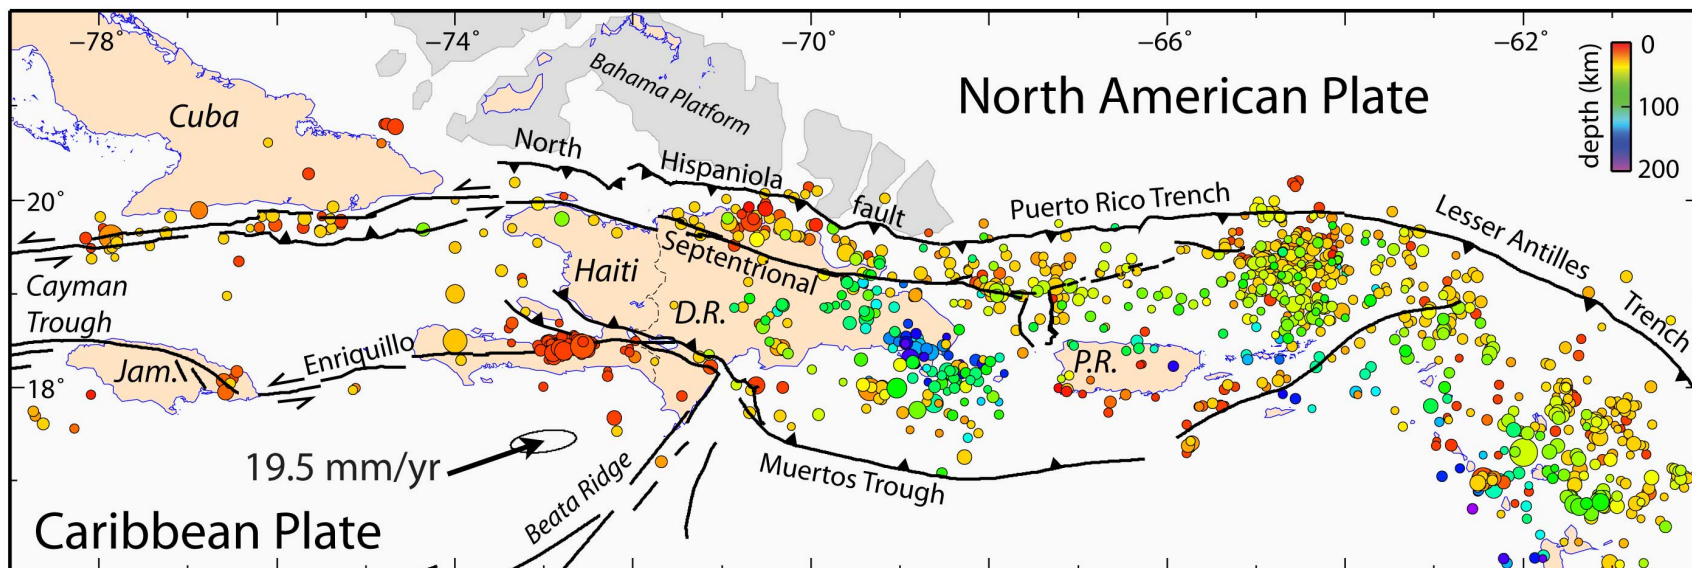 −78˚
−74˚
−70˚
−66˚
−62˚
depth (km)
0
100
200
Bahama Platform
North American Plate
Cuba
North
Hispaniola
fault
Puerto Rico Trench
Lesser Antilles
Trench
20˚
Septentrional
Haiti
D.R.
Cayman
Trough
Enriquillo
Jam.
P.R.
18˚
19.5 mm/yr
Beata Ridge
Muertos Trough
Caribbean Plate